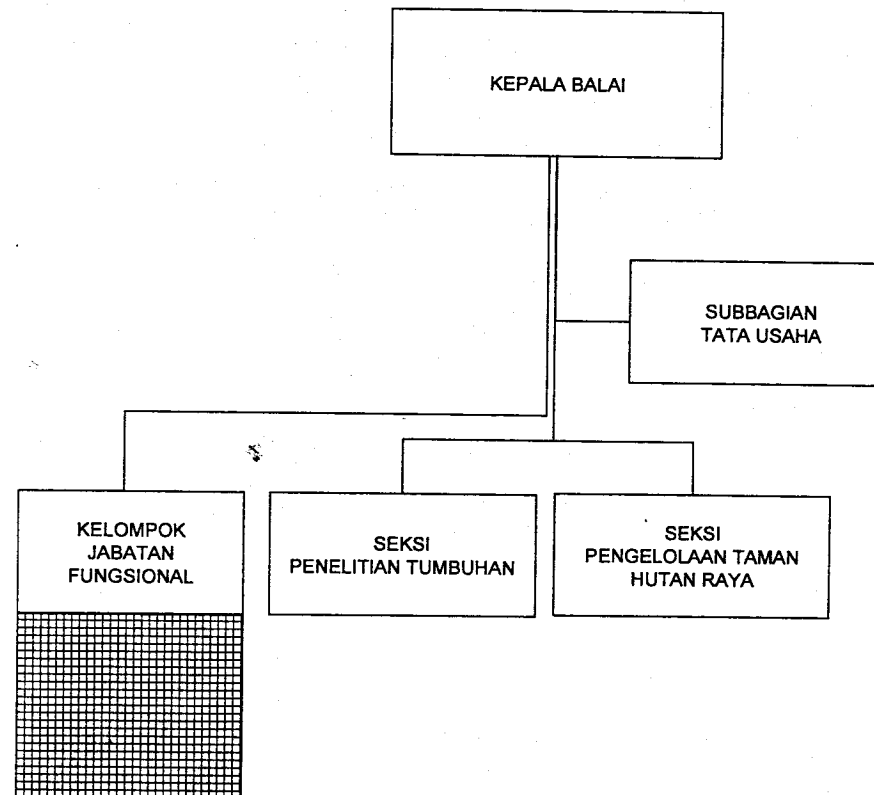 KEPALA BALAI
SUBBAGIAN
TATA USAHA
KELOMPOK
JABATAN
FUNGSIONAL
SEKSI
PENELITIAN TUMBUHAN
SEKSI
PENGELOLAAN TAMAN
HUTAN RAYA